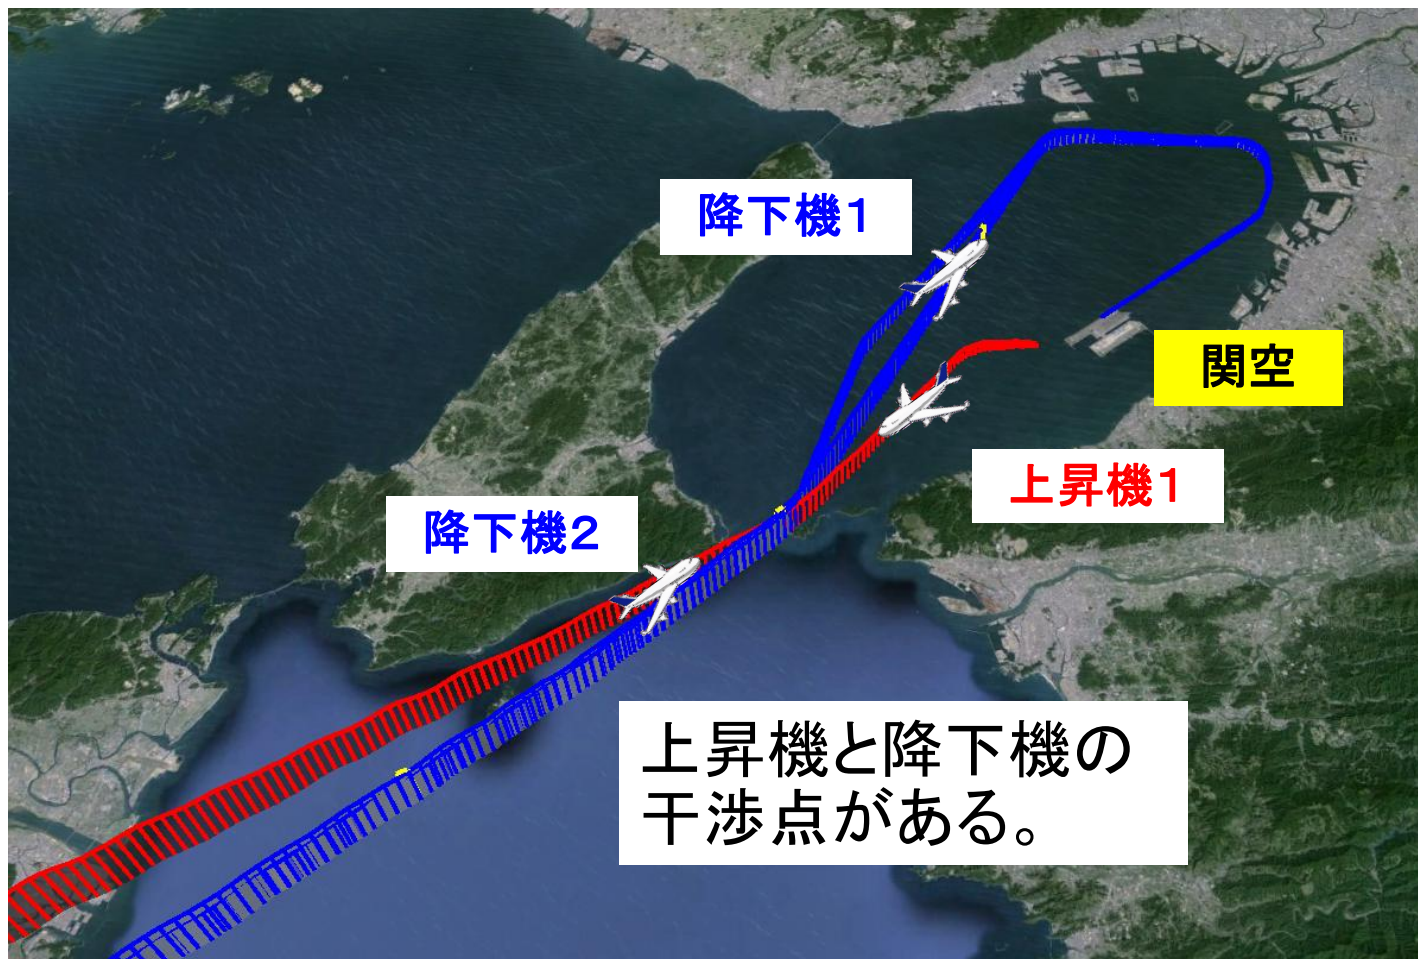 降下機１
関空
上昇機１
降下機２
上昇機と降下機の
干渉点がある。